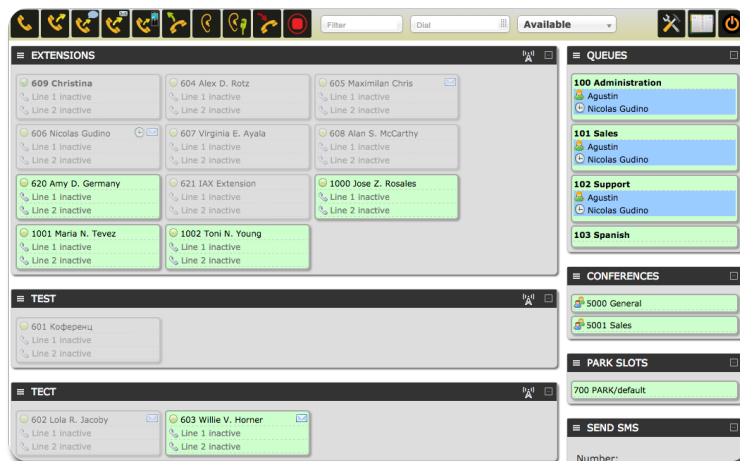 Filter
Dial
Available
EXTENSIONS
609 Christina
Line 1 inactive
Line 2 inactive
604 Alex D. Rotz
Line 1 inactive
Line 2 inactive
605 Maximilan Chris
Line 1 inactive
Line 2 inactive
606 Nicolas Gudino
Line 1 inactive
Line 2 inactive
607 Virginia E. Ayala
Line 1 inactive
Line 2 inactive
608 Alan S. McCarthy
Line 1 inactive
Line 2 inactive
620 Amy D. Germany
Line 1 inactive
Line 2 inactive
621 IAX Extension
Line 1 inactive
Line 2 inactive
1000 Jose Z. Rosales
Line 1 inactive
Line 2 inactive
1001 Maria N. Tevez
Line 1 inactive
Line 2 inactive
1002 Toni N. Young
Line 1 inactive
Line 2 inactive
TEST
601 Коференц
Line 1 inactive
Line 2 inactive
ТЕСТ
602 Lola R. Jacoby
Line 1 inactive
Line 2 inactive
603 Willie V. Horner
Line 1 inactive
Line 2 inactive
QUEUES
100 Administration
Agustin
Nicolas Gudino
101 Sales
Agustin
Nicolas Gudino
102 Support
Agustin
Nicolas Gudino
103 Spanish
CONFERENCES
5000 General
5001 Sales
PARK SLOTS
700 PARK/default
SEND SMS
Number: